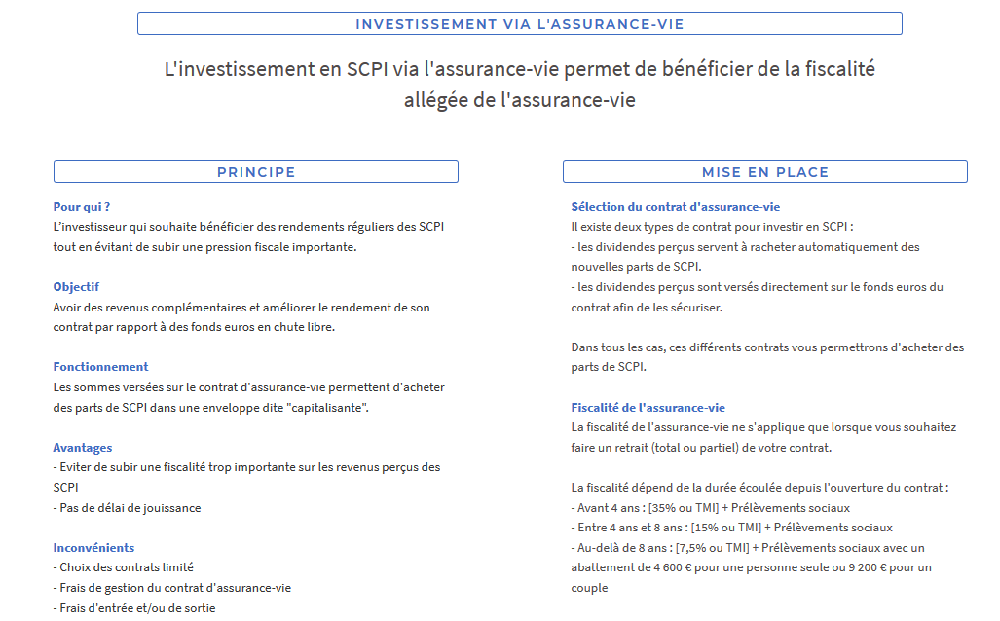 INVESTISSEMENT VIA L'ASSURANCE-VIE
L'investissement en SCPI via l'assurance-vie permet de bénéficier de la fiscalité
allégée de l'assurance-vie
PRINCIPE
Pour qui ?
L'investisseur qui souhaite bénéficier des rendements réguliers des SCPI
tout en évitant de subir une pression fiscale importante.
Objectif
Avoir des revenus complémentaires et améliorer le rendement de son
contrat par rapport à des fonds euros en chute libre.
Fonctionnement
Les sommes versées sur le contrat d'assurance-vie permettent d'acheter
des parts de SCPI dans une enveloppe dite "capitalisante".
Avantages
- Eviter de subir une fiscalité trop importante sur les revenus perçus des
SCPI
- Pas de délai de jouissance
Inconvénients
- Choix des contrats limité
- Frais de gestion du contrat d'assurance-vie
- Frais d'entrée et/ou de sortie
MISE EN PLACE
Sélection du contrat d'assurance-vie
Il existe deux types de contrat pour investir en SCPI :
- les dividendes perçus servent à racheter automatiquement des
nouvelles parts de SCPI.
- les dividendes perçus sont versés directement sur le fonds euros du
contrat afin de les sécuriser.
Dans tous les cas, ces différents contrats vous permettrons d'acheter des
parts de SCPI.
Fiscalité de l'assurance-vie
La fiscalité de l'assurance-vie ne s'applique que lorsque vous souhaitez
faire un retrait (total ou partiel) de votre contrat.
La fiscalité dépend de la durée écoulée depuis l'ouverture du contrat :
- Avant 4 ans : [35% ou TMI] + Prélèvements sociaux
- Entre 4 ans et 8 ans : [15% ou TMI] + Prélèvements sociaux
- Au-delà de 8 ans : [7,5% ou TMI] + Prélèvements sociaux avec un
abattement de 4 600 € pour une personne seule ou 9 200 € pour un
couple